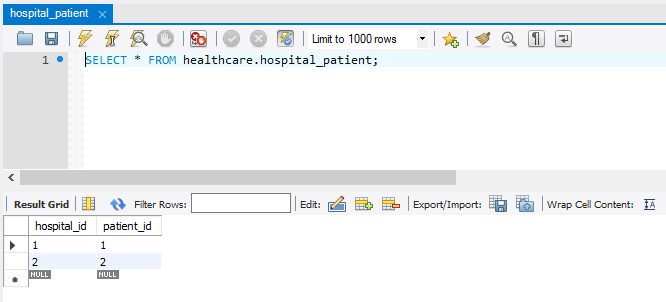 hospital_patient
Limit to 1000 rows
1 SELECT * FROM healthcare.hospital_patient;
Result Grid Filter Rows: Edit: Export/Import: Wrap Cell Content: IA
hospital_id patient_id
1 1
2 2
NULL NULL